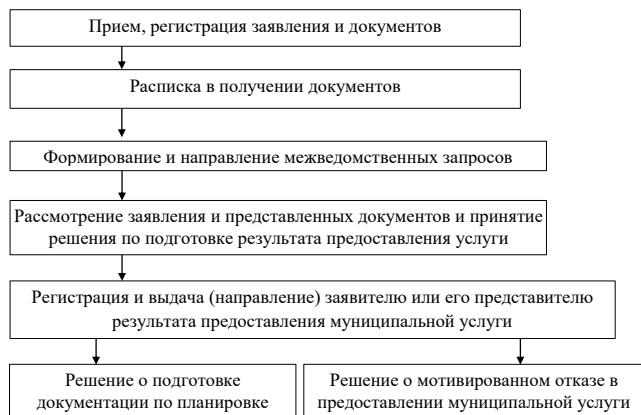 Прием, регистрация заявления и документов
Расписка в получении документов
Формирование и направление межведомственных запросов
Рассмотрение заявления и представленных документов и принятие
решения по подготовке результата предоставления услуги
Регистрация и выдача (направление) заявителю или его представителю
результата предоставления муниципальной услуги
Решение о подготовке
документации по планировке
Решение о мотивированном отказе в
предоставлении муниципальной услуги